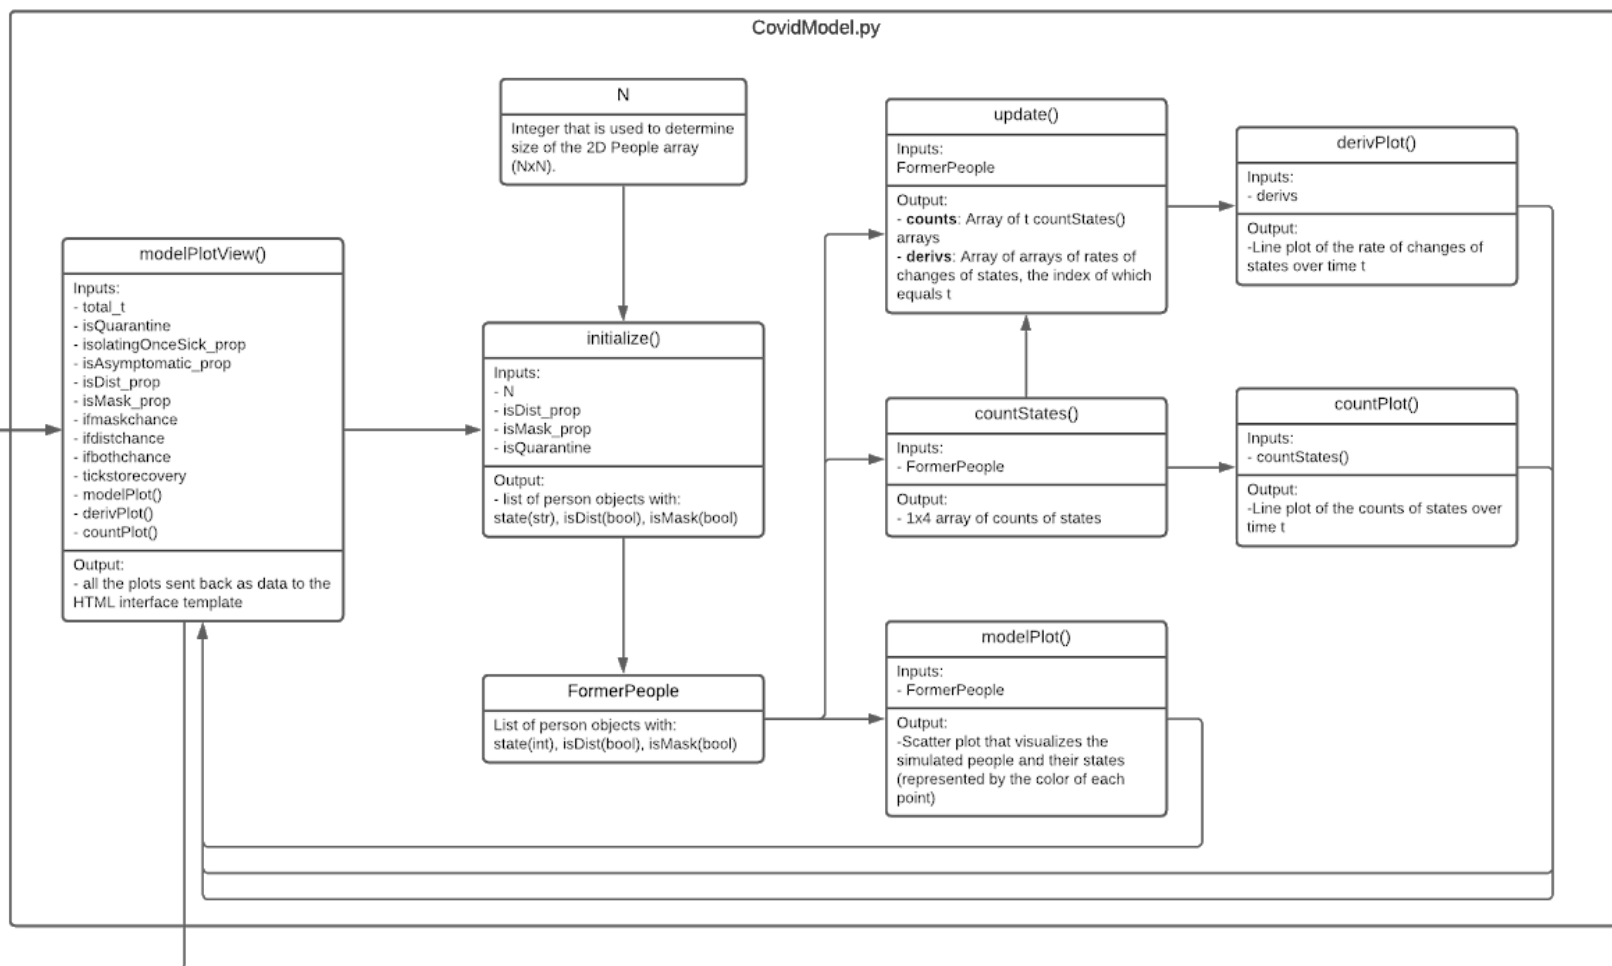 CovidModel.py
N
Integer that is used to determine
size of the 2D People array
(NxN).
modelPlotView()
Inputs:
- total_t
- isQuarantine
- isolatingOnceSick_prop
- isAsymptomatic_prop
- isDist_prop
- isMask_prop
- ifmaskchance
- ifdistchance
- ifbothchance
- tickstorecovery
- modelPlot()
- derivPlot()
- countPlot()
Output:
- all the plots sent back as data to the
HTML interface template
initialize()
Inputs:
- N
- isDist_prop
- isMask_prop
- isQuarantine
Output:
- list of person objects with:
state(str), isDist(bool), isMask(bool)
FormerPeople
List of person objects with:
state(int), isDist(bool), isMask(bool)
update()
Inputs:
FormerPeople
Output:
- counts: Array of t countStates()
arrays
- derivs: Array of arrays of rates of
changes of states, the index of which
equals t
countStates()
Inputs:
- FormerPeople
Output:
- 1x4 array of counts of states
modelPlot()
Inputs:
- FormerPeople
Output:
-Scatter plot that visualizes the
simulated people and their states
(represented by the color of each
point)
derivPlot()
Inputs:
- derivs
Output:
-Line plot of the rate of changes of
states over time t
countPlot()
Inputs:
- countStates()
Output:
-Line plot of the counts of states over
time t